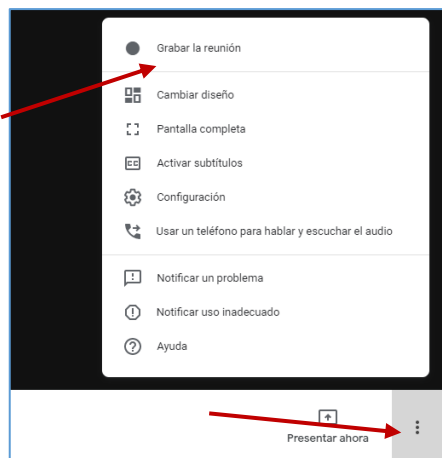 Grabar la reunión
Cambiar diseño
Pantalla completa
CC Activar subtítulos
Configuración
Usar un teléfono para hablar y escuchar el audio
Notificar un problema
Notificar uso inadecuado
Ayuda
Presentar ahora